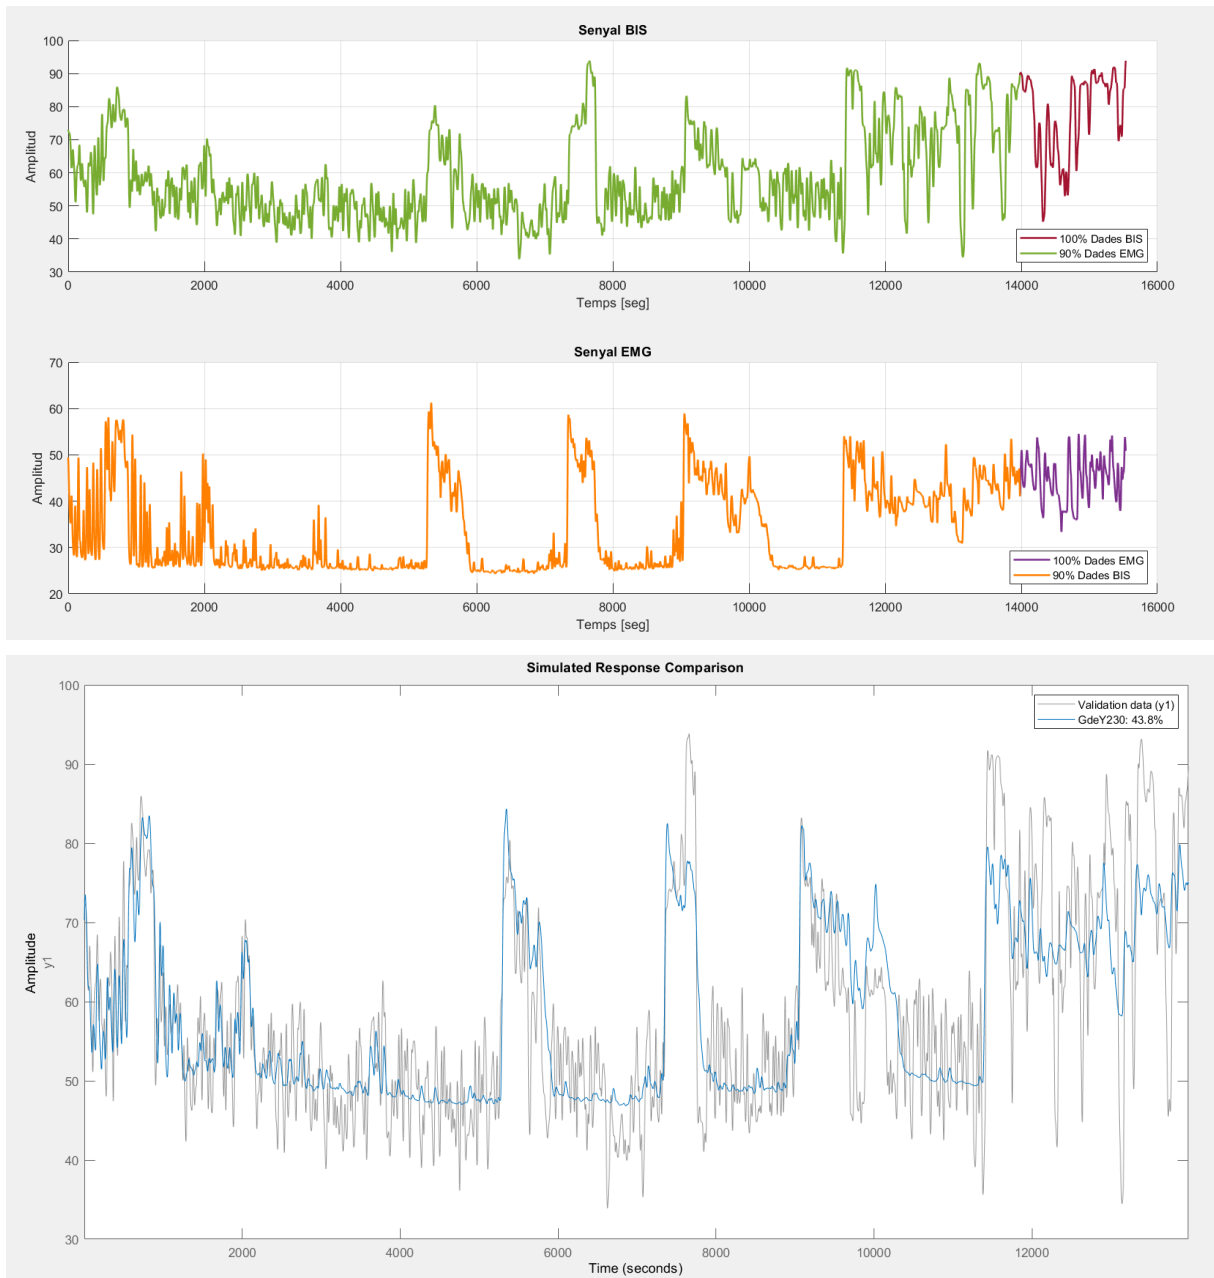 Senyal BIS
100
90
80
70
60
50
40
30
Amplitud
0
2000
4000
6000
8000
10000
12000
14000
16000
Temps [seg]
100% Dades BIS
90% Dades EMG
Senyal EMG
70
60
50
40
30
20
Amplitud
0
2000
4000
6000
8000
10000
12000
14000
16000
Temps [seg]
100% Dades EMG
90% Dades BIS
Simulated Response Comparison
100
90
80
70
60
50
40
30
Amplitude
y1
Validation data (y1)
GdeY230: 43.8%
2000
4000
6000
8000
10000
12000
Time (seconds)